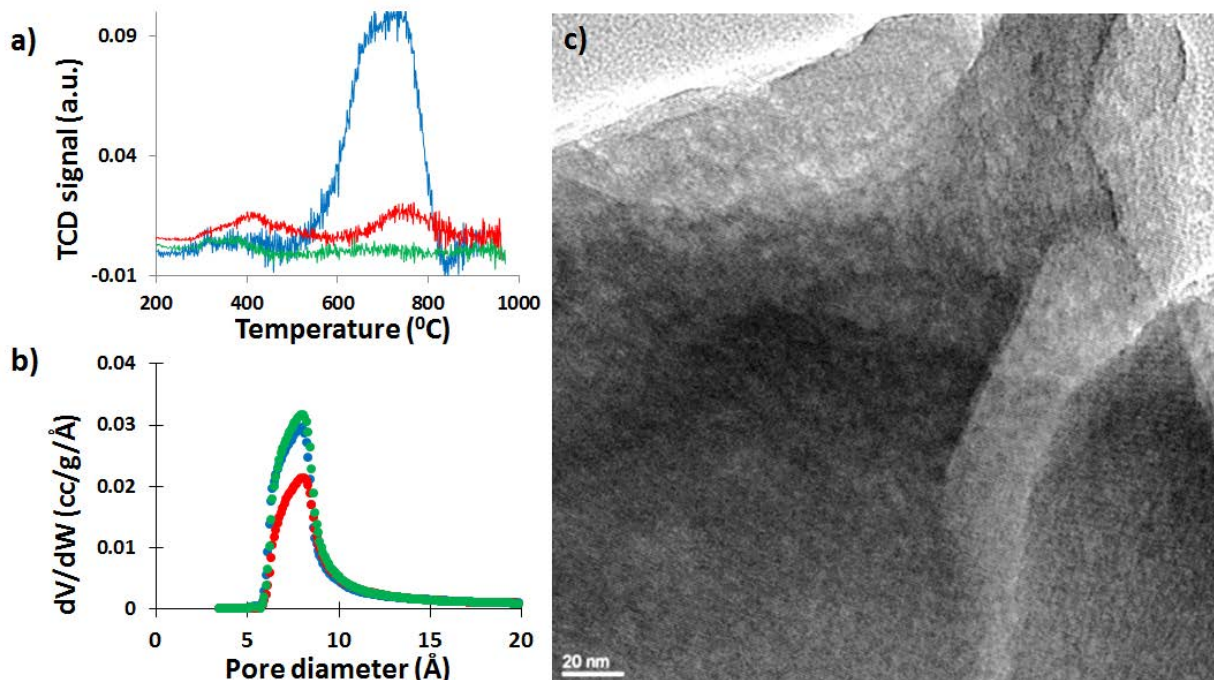 a)
TCD signal (a.u.)
0.09
0.04
-0.01
200 400 600 800 1000
Temperature (⁰C)
b)
dV/dW (cc/g/Å)
0.04
0.03
0.02
0.01
0
0 5 10 15 20
Pore diameter (Å)
c)
20 nm